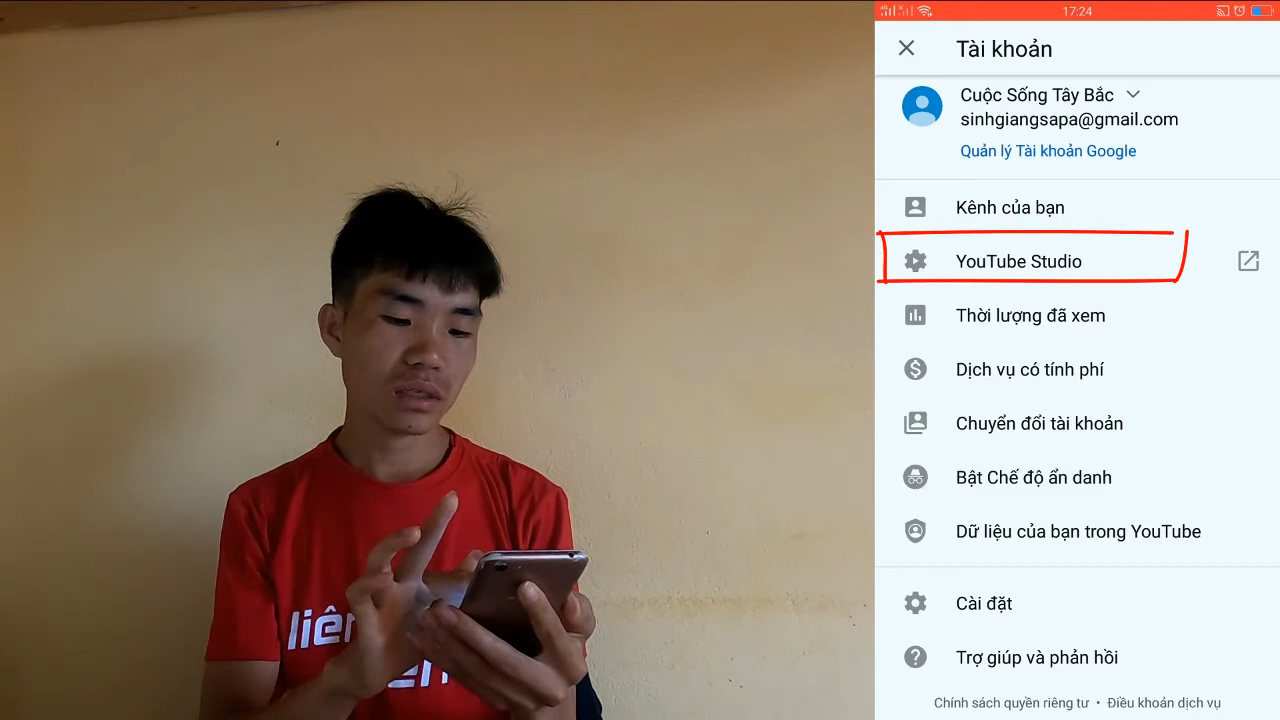 17:24
Tài khoản
Cuộc Sống Tây Bắc
sinhgiangsapa@gmail.com
Quản lý Tài khoản Google
Kênh của bạn
YouTube Studio
Thời lượng đã xem
Dịch vụ có tính phí
Chuyển đổi tài khoản
Bật Chế độ ẩn danh
Dữ liệu của bạn trong YouTube
Cài đặt
Trợ giúp và phản hồi
Chính sách quyền riêng tư • Điều khoản dịch vụ